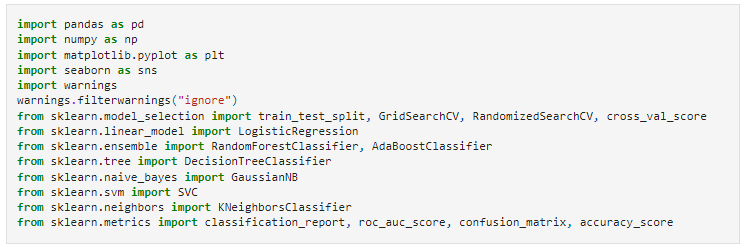 import pandas as pd
import numpy as np
import matplotlib.pyplot as plt
import seaborn as sns
import warnings
warnings.filterwarnings("ignore")
from sklearn.model_selection import train_test_split, GridSearchCV, RandomizedSearchCV, cross_val_score
from sklearn.linear_model import LogisticRegression
from sklearn.ensemble import RandomForestClassifier, AdaBoostClassifier
from sklearn.tree import DecisionTreeClassifier
from sklearn.naive_bayes import GaussianNB
from sklearn.svm import SVC
from sklearn.neighbors import KNeighborsClassifier
from sklearn.metrics import classification_report, roc_auc_score, confusion_matrix, accuracy_score